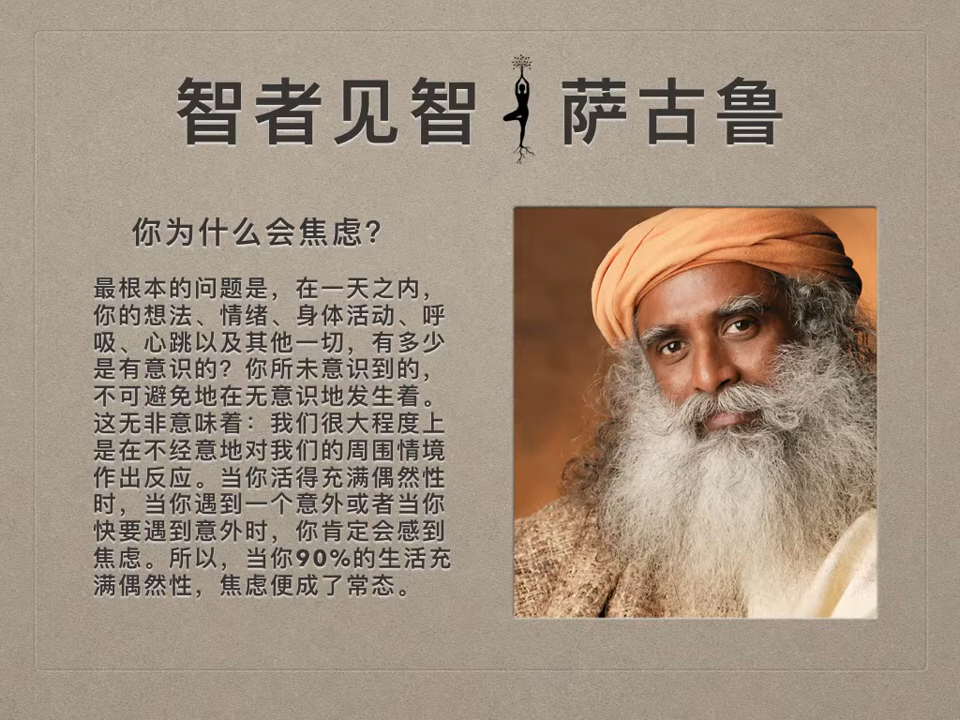 智者见智 萨古鲁
你为什么会焦虑？
最根本的问题是，在一天之内，
你的想法、情绪、身体活动、呼
吸、心跳以及其他一切，有多少
是有意识的？你所未意识到的，
不可避免地在无意识地发生着。
这无非意味着：我们很大程度上
是在不经意地对我们的周围情境
作出反应。当你活得充满偶然性
时，当你遇到一个意外或者当你
快要遇到意外时，你肯定会感到
焦虑。所以，当你90%的生活充
满偶然性，焦虑便成了常态。